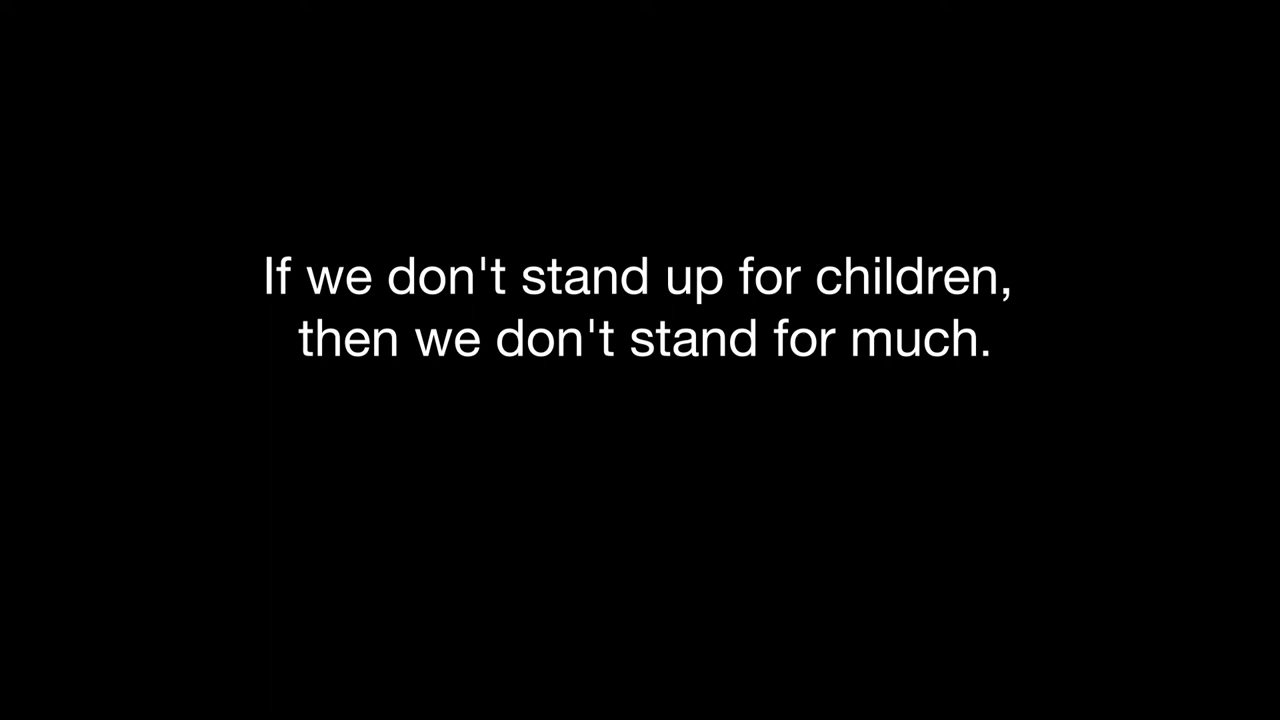 If we don't stand up for children,
then we don't stand for much.